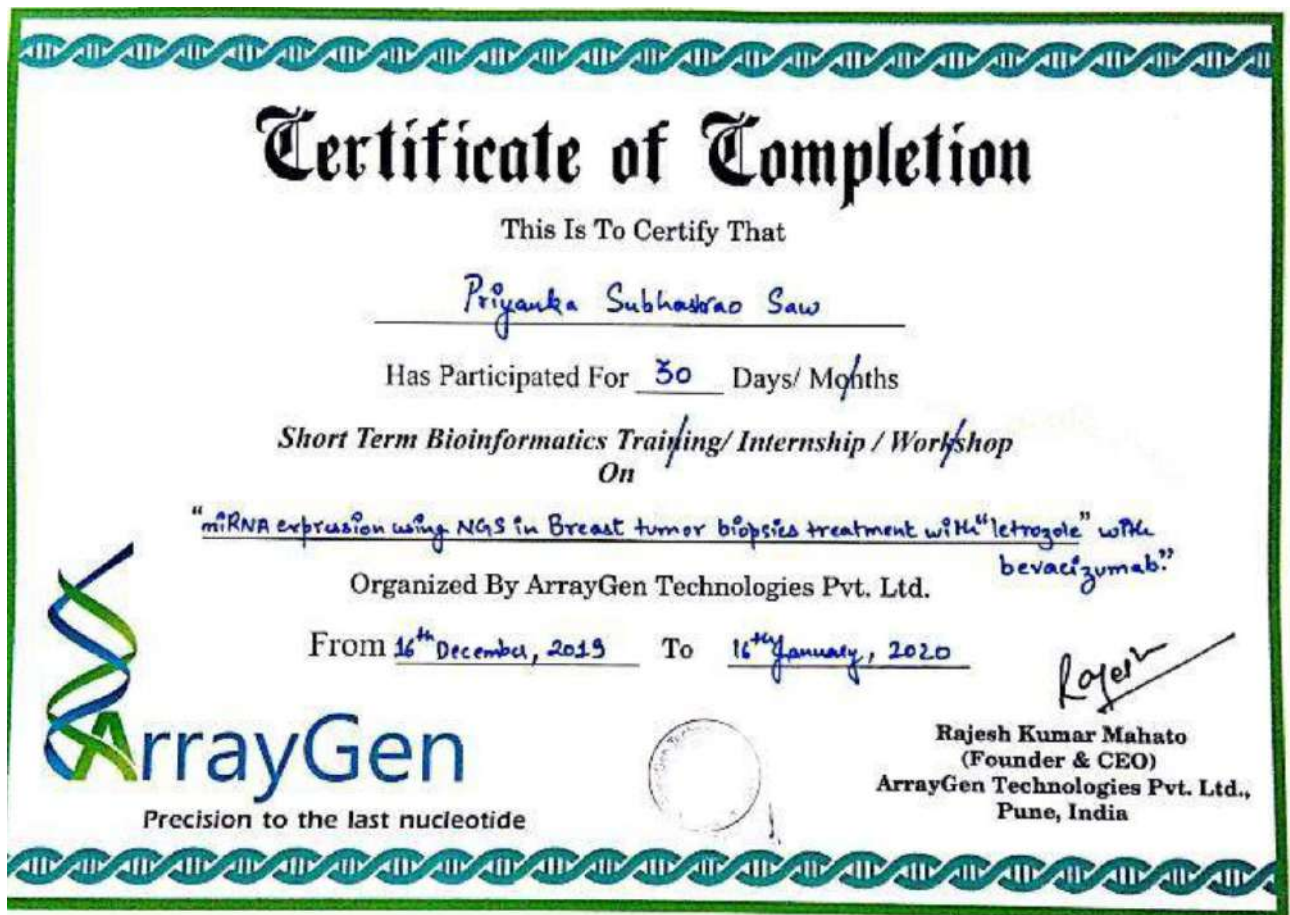 Certificate of Completion
This Is To Certify That
Priyanka Subhasrao Saw
Has Participated For 30 Days/ Months
Short Term Bioinformatics Training/ Internship / Workshop
On
"miRNA expression using NGS in Breast tumor biopsies treatment with "letrozole" with
bevacizumab."
Organized By ArrayGen Technologies Pvt. Ltd.
From 16th December, 2019 To 16th January, 2020
Rajesh
ArrayGen
Precision to the last nucleotide
Rajesh Kumar Mahato
(Founder & CEO)
ArrayGen Technologies Pvt. Ltd.,
Pune, India